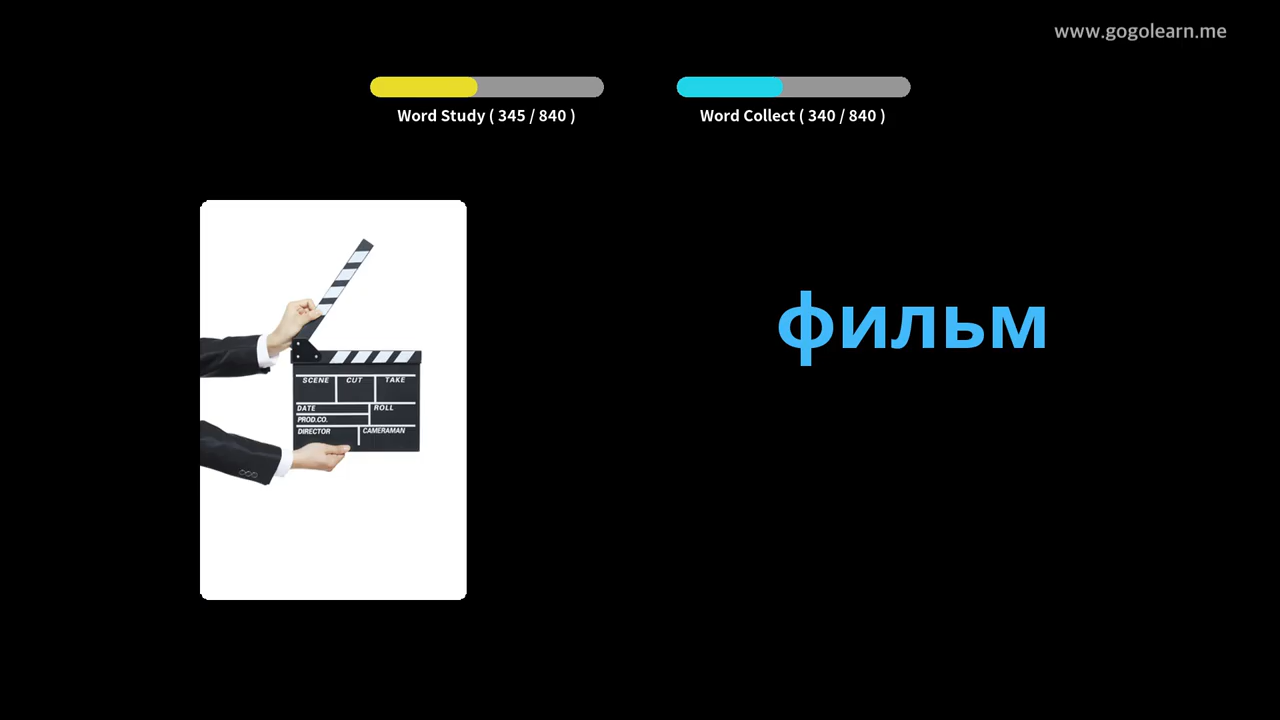 www.gogolearn.me
Word Study ( 345 / 840 )
Word Collect ( 340 / 840 )
SCENE CUT TAKE
DATE ROLL
PROD.CO.
DIRECTOR CAMERAMAN
фильм